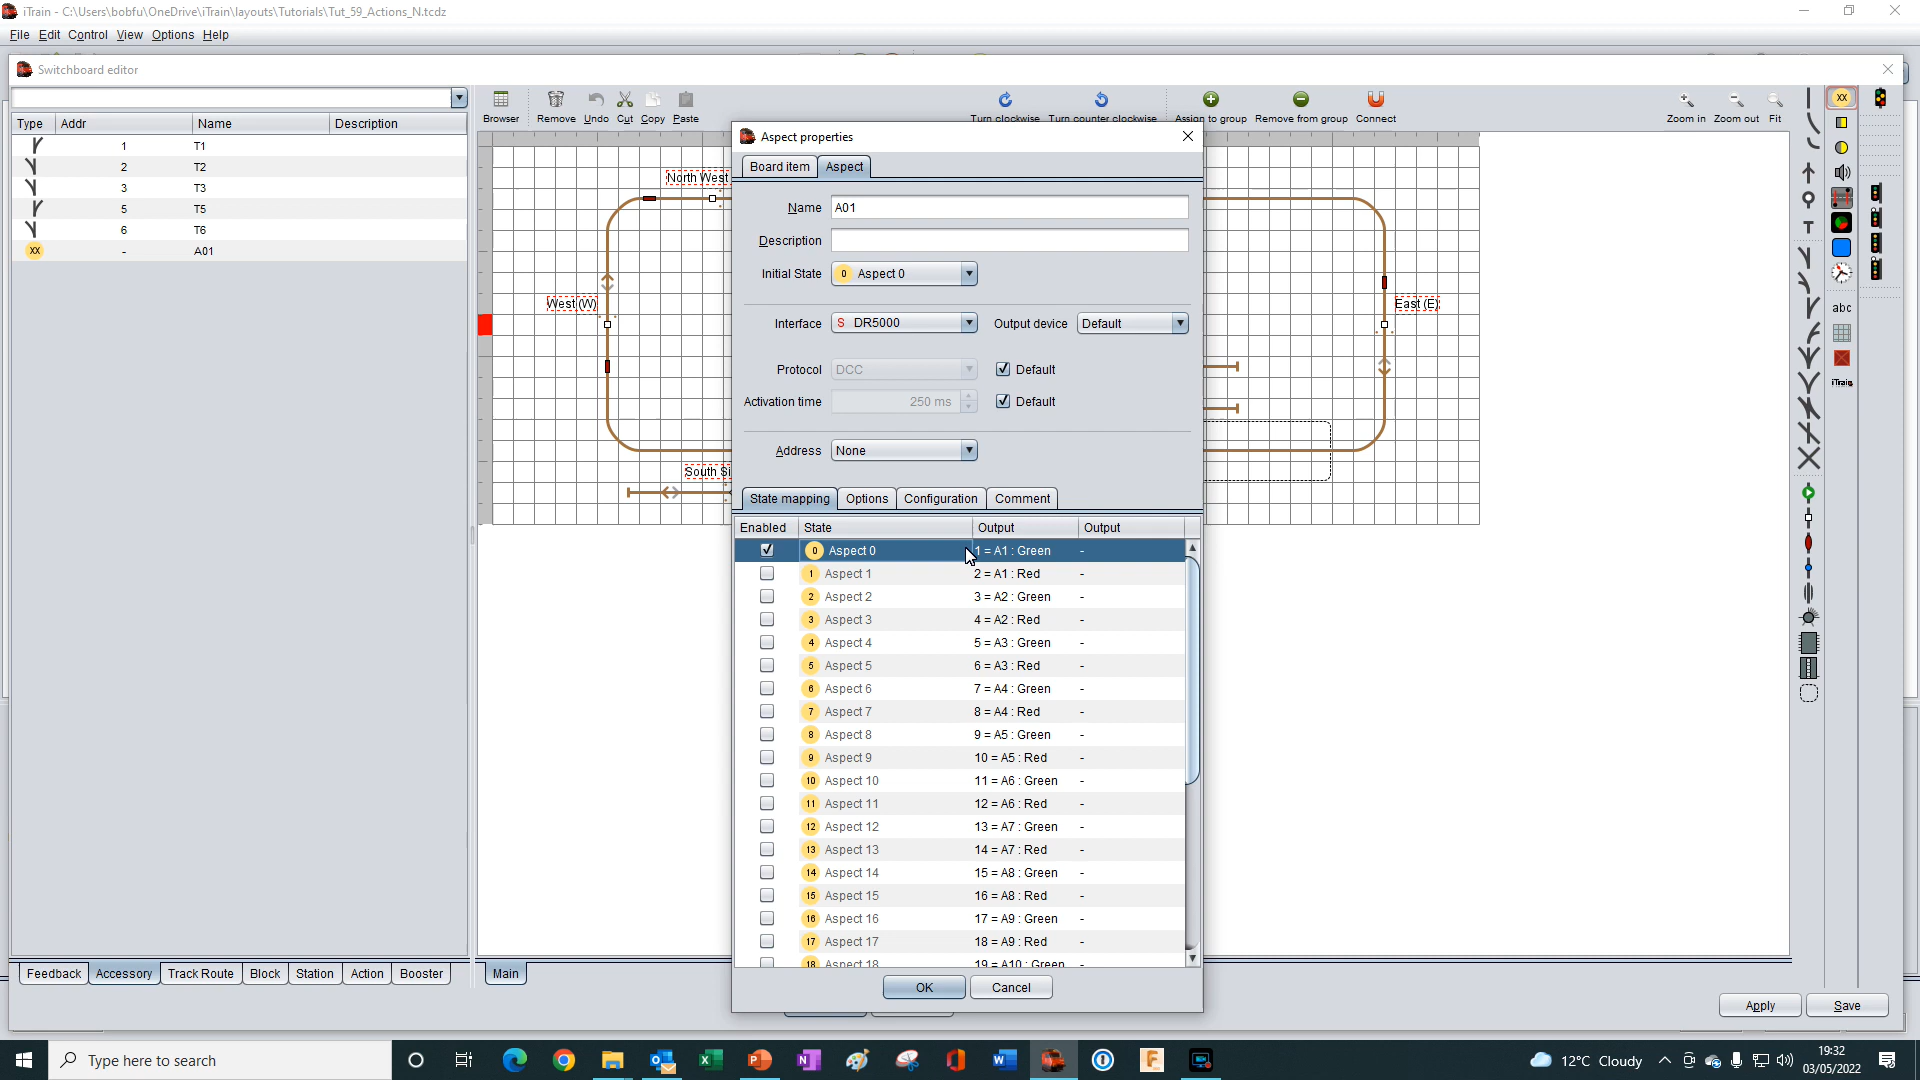 iTrain - C:\Users\bobfu\OneDrive\iTrain\layouts\Tutorials\Tut_59_Actions_N.tcdz
File Edit Control View Options Help
Switchboard editor
Browser Remove Undo Cut Copy Paste Turn clockwise Turn counter clockwise Assign to group Remove from group Connect Zoom in Zoom out Fit
Type Addr Name Description
1 T1
2 T2
3 T3
5 T5
6 T6
XX - A01
North West
West (W)
South Si
East (E)
XX
abc
iTrain
Aspect properties
Board item Aspect
Name A01
Description
Initial State 0 Aspect 0
Interface S DR5000 Output device Default
Protocol DCC Default
Activation time 250 ms Default
Address None
State mapping Options Configuration Comment
Enabled State Output Output
0 Aspect 0 1 = A1 : Green -
1 Aspect 1 2 = A1 : Red -
2 Aspect 2 3 = A2 : Green -
3 Aspect 3 4 = A2 : Red -
4 Aspect 4 5 = A3 : Green -
5 Aspect 5 6 = A3 : Red -
6 Aspect 6 7 = A4 : Green -
7 Aspect 7 8 = A4 : Red -
8 Aspect 8 9 = A5 : Green -
9 Aspect 9 10 = A5 : Red -
10 Aspect 10 11 = A6 : Green -
11 Aspect 11 12 = A6 : Red -
12 Aspect 12 13 = A7 : Green -
13 Aspect 13 14 = A7 : Red -
14 Aspect 14 15 = A8 : Green -
15 Aspect 15 16 = A8 : Red -
16 Aspect 16 17 = A9 : Green -
17 Aspect 17 18 = A9 : Red -
18 Aspect 18 19 = A10 : Green -
OK Cancel
Feedback Accessory Track Route Block Station Action Booster Main
Apply Save
Type here to search
12°C Cloudy
19:32
03/05/2022